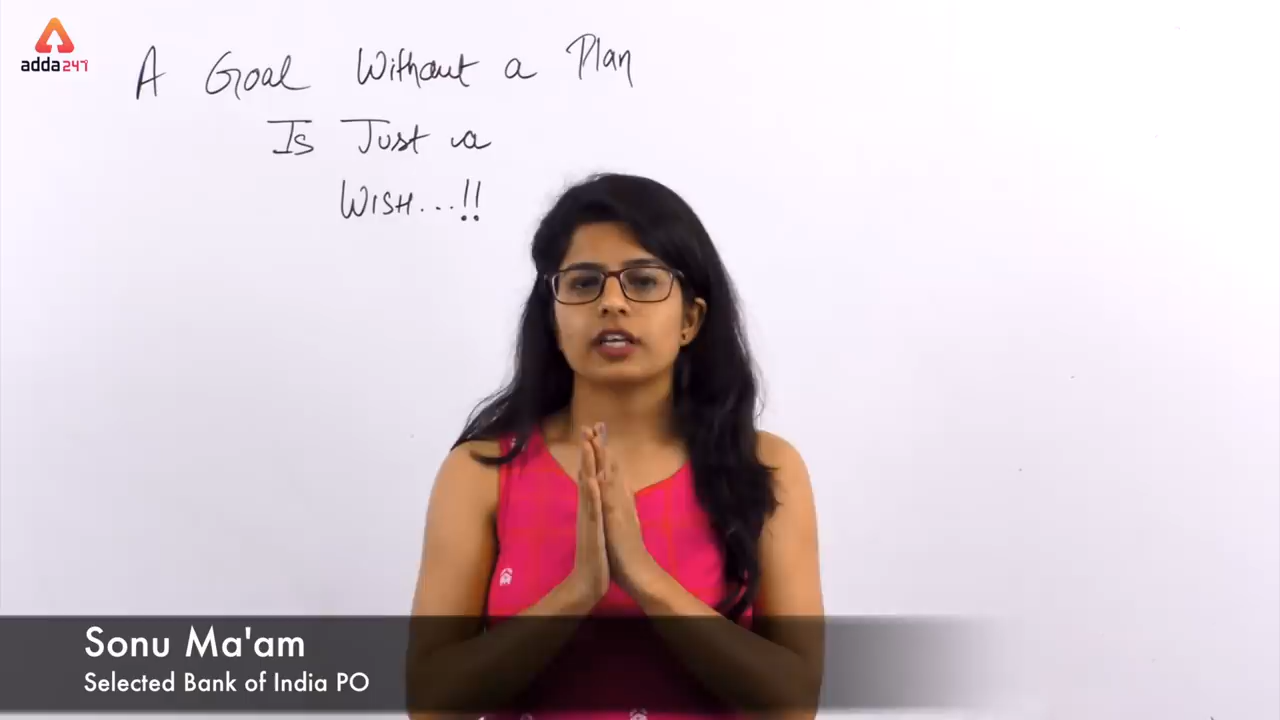 adda247
A Goal Without a Plan
Is Just a
WISH...!!
Sonu Ma'am
Selected Bank of India PO